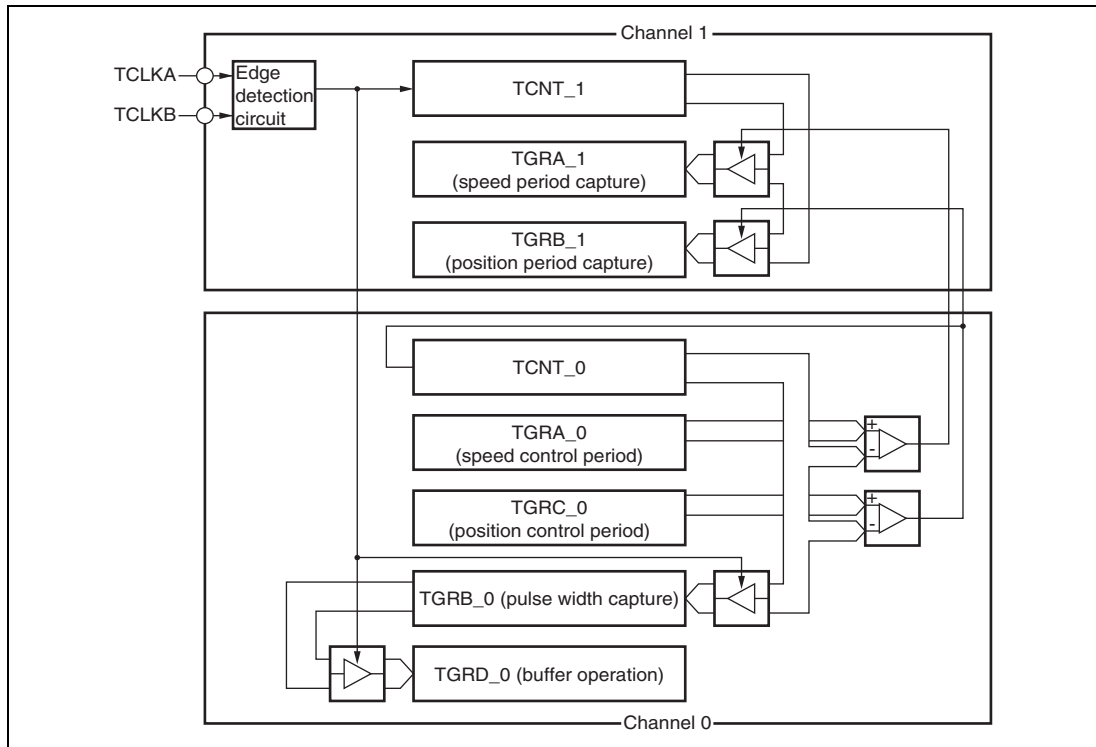 Channel 1
TCLKA
TCLKB
Edge
detection
circuit
TCNT_1
TGRA_1
(speed period capture)
TGRB_1
(position period capture)
TCNT_0
TGRA_0
(speed control period)
+
-
TGRC_0
(position control period)
+
-
TGRB_0 (pulse width capture)
TGRD_0 (buffer operation)
Channel 0